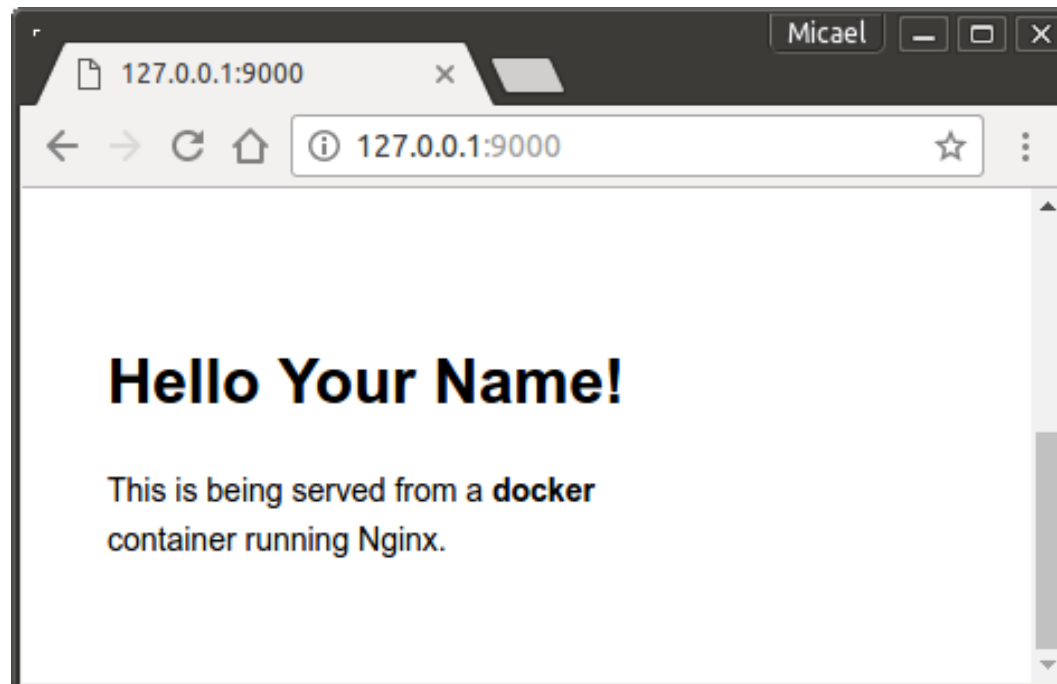 Micael
127.0.0.1:9000
127.0.0.1:9000
Hello Your Name!
This is being served from a docker
container running Nginx.